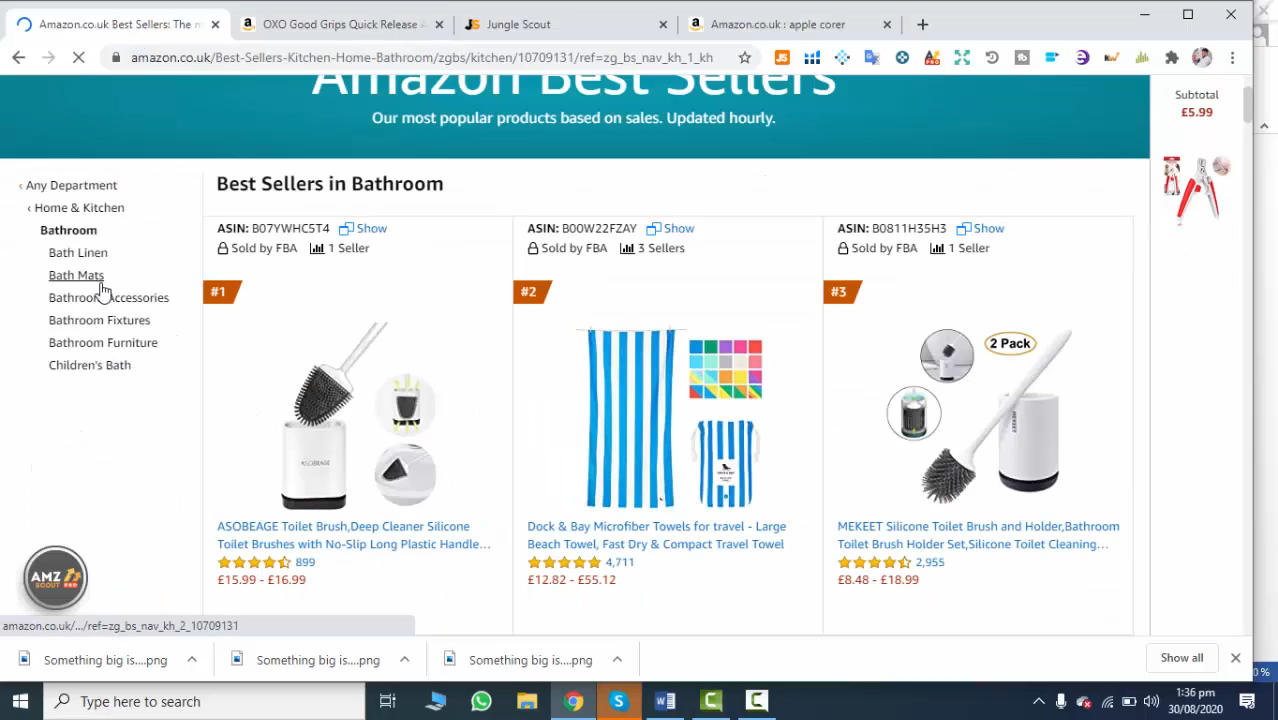 Amazon.co.uk Best Sellers: The m
OXO Good Grips Quick Release A
Jungle Scout
Amazon.co.uk : apple corer
amazon.co.uk/Best-Sellers-Kitchen-Home-Bathroom/zgbs/kitchen/10709131/ref=zg_bs_nav_kh_1_kh
Amazon Best Sellers
Our most popular products based on sales. Updated hourly.
Subtotal
£5.99
‹ Any Department
‹ Home & Kitchen
Bathroom
Bath Linen
Bath Mats
Bathroom Accessories
Bathroom Fixtures
Bathroom Furniture
Children's Bath
Best Sellers in Bathroom
ASIN: B07YWHC5T4 Show
Sold by FBA 1 Seller
#1
ASOBEAGE
ASOBEAGE Toilet Brush,Deep Cleaner Silicone
Toilet Brushes with No-Slip Long Plastic Handle...
899
£15.99 - £16.99
ASIN: B00W22FZAY Show
Sold by FBA 3 Sellers
#2
Dock & Bay Microfiber Towels for travel - Large
Beach Towel, Fast Dry & Compact Travel Towel
4,711
£12.82 - £55.12
ASIN: B0811H35H3 Show
Sold by FBA 1 Seller
#3
2 Pack
MEKEET
MEKEET Silicone Toilet Brush and Holder,Bathroom
Toilet Brush Holder Set,Silicone Toilet Cleaning...
2,955
£8.48 - £18.99
AMZ
SCOUT PRO
amazon.co.uk/.../ref=zg_bs_nav_kh_2_10709131
Something big is....png
Something big is....png
Something big is....png
Show all
0 %
Type here to search
1:36 pm
30/08/2020